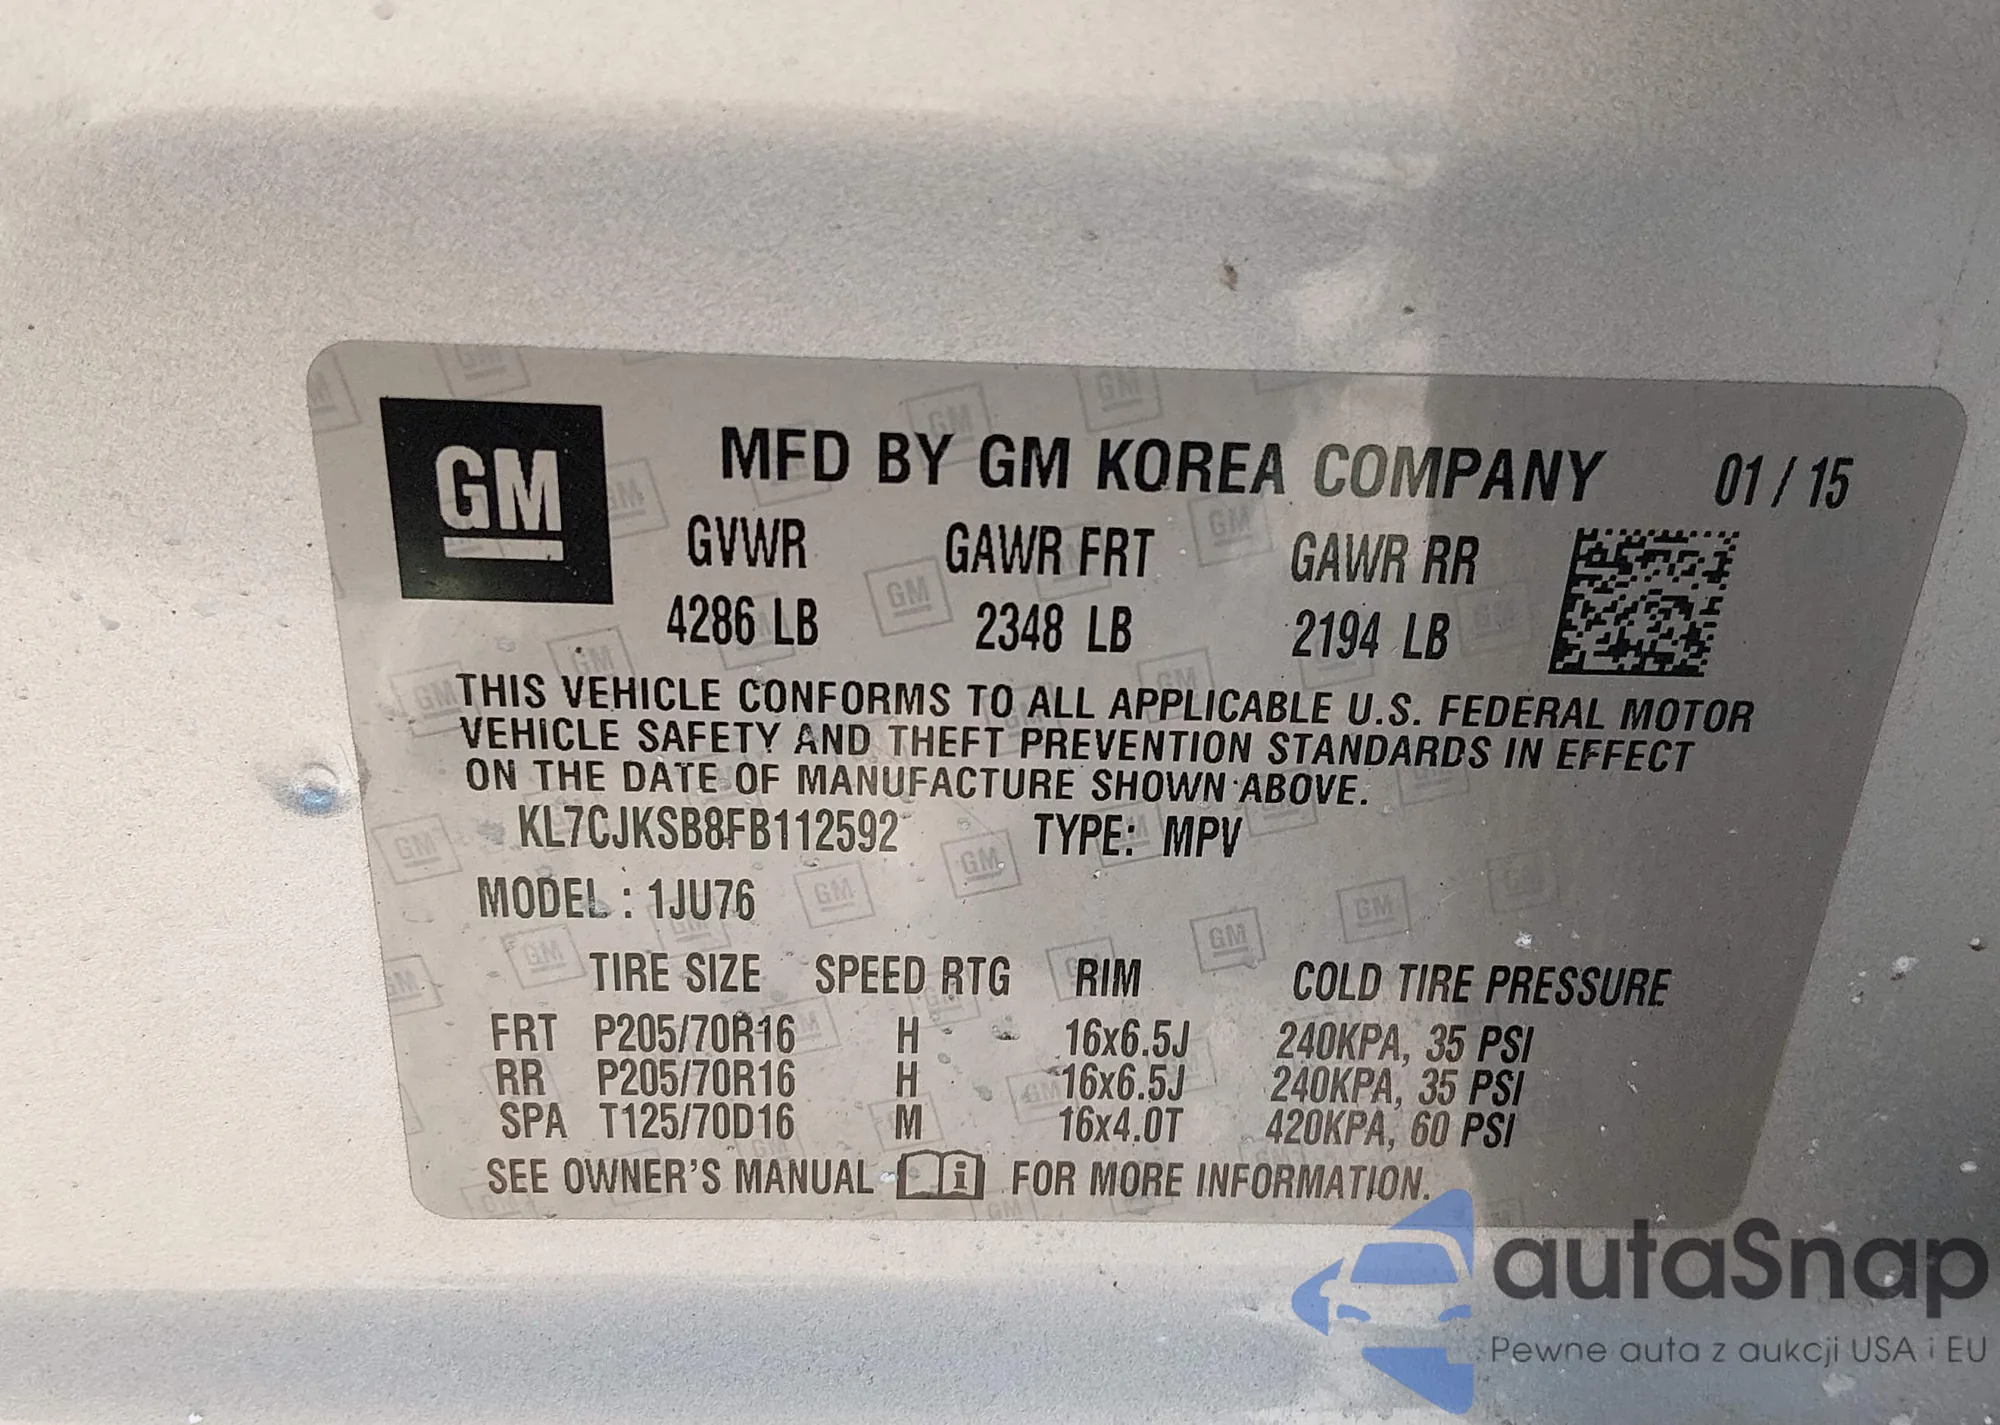 GM
MFD BY GM KOREA COMPANY 01 / 15
GVWR GAWR FRT GAWR RR
4286 LB 2348 LB 2194 LB
THIS VEHICLE CONFORMS TO ALL APPLICABLE U.S. FEDERAL MOTOR
VEHICLE SAFETY AND THEFT PREVENTION STANDARDS IN EFFECT
ON THE DATE OF MANUFACTURE SHOWN ABOVE.
KL7CJKSB8FB112592 TYPE: MPV
MODEL : 1JU76
TIRE SIZE SPEED RTG RIM COLD TIRE PRESSURE
FRT P205/70R16 H 16x6.5J 240KPA, 35 PSI
RR P205/70R16 H 16x6.5J 240KPA, 35 PSI
SPA T125/70D16 M 16x4.0T 420KPA, 60 PSI
SEE OWNER'S MANUAL i FOR MORE INFORMATION.
autaSnap
Pewne auta z aukcji USA i EU